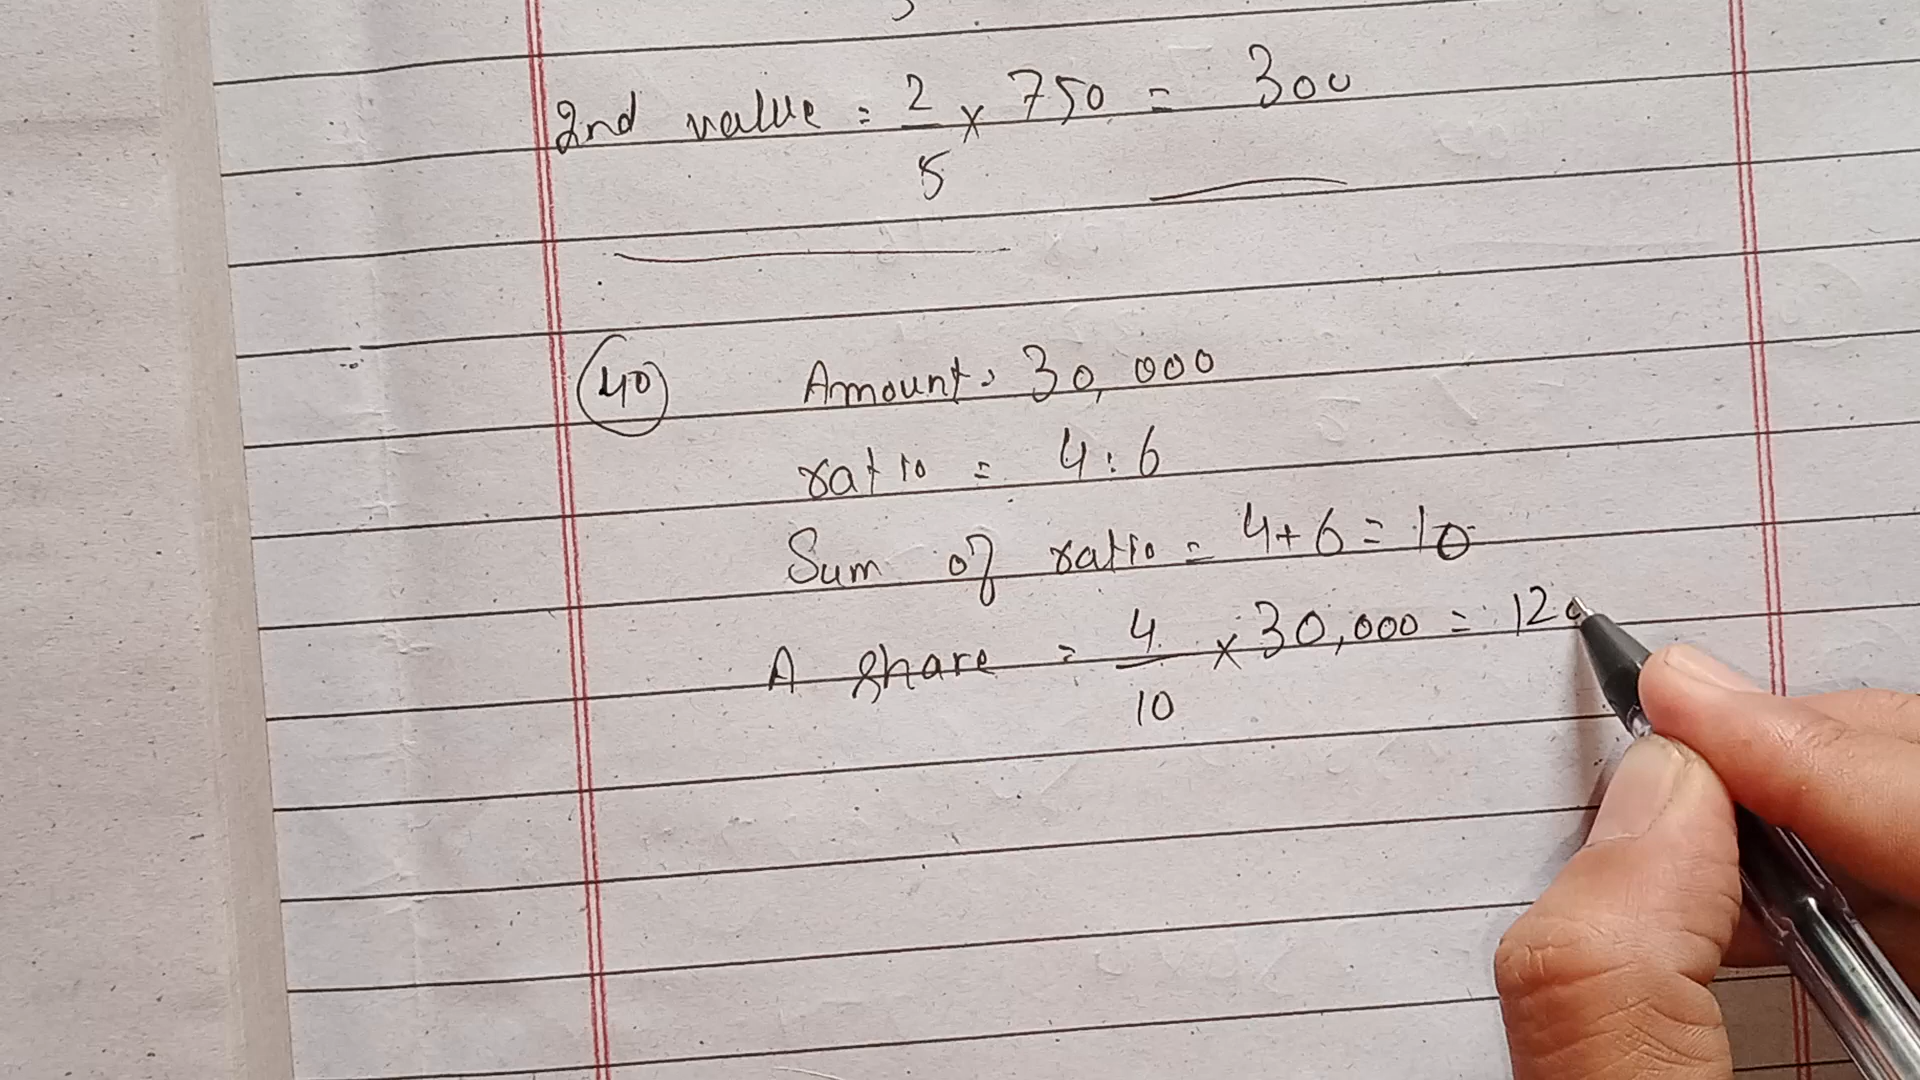 2nd value = 2/5 × 750 = 300
40 Amount = 30,000
ratio = 4:6
Sum of ratio = 4+6=10
A share = 4/10 × 30,000 = 120